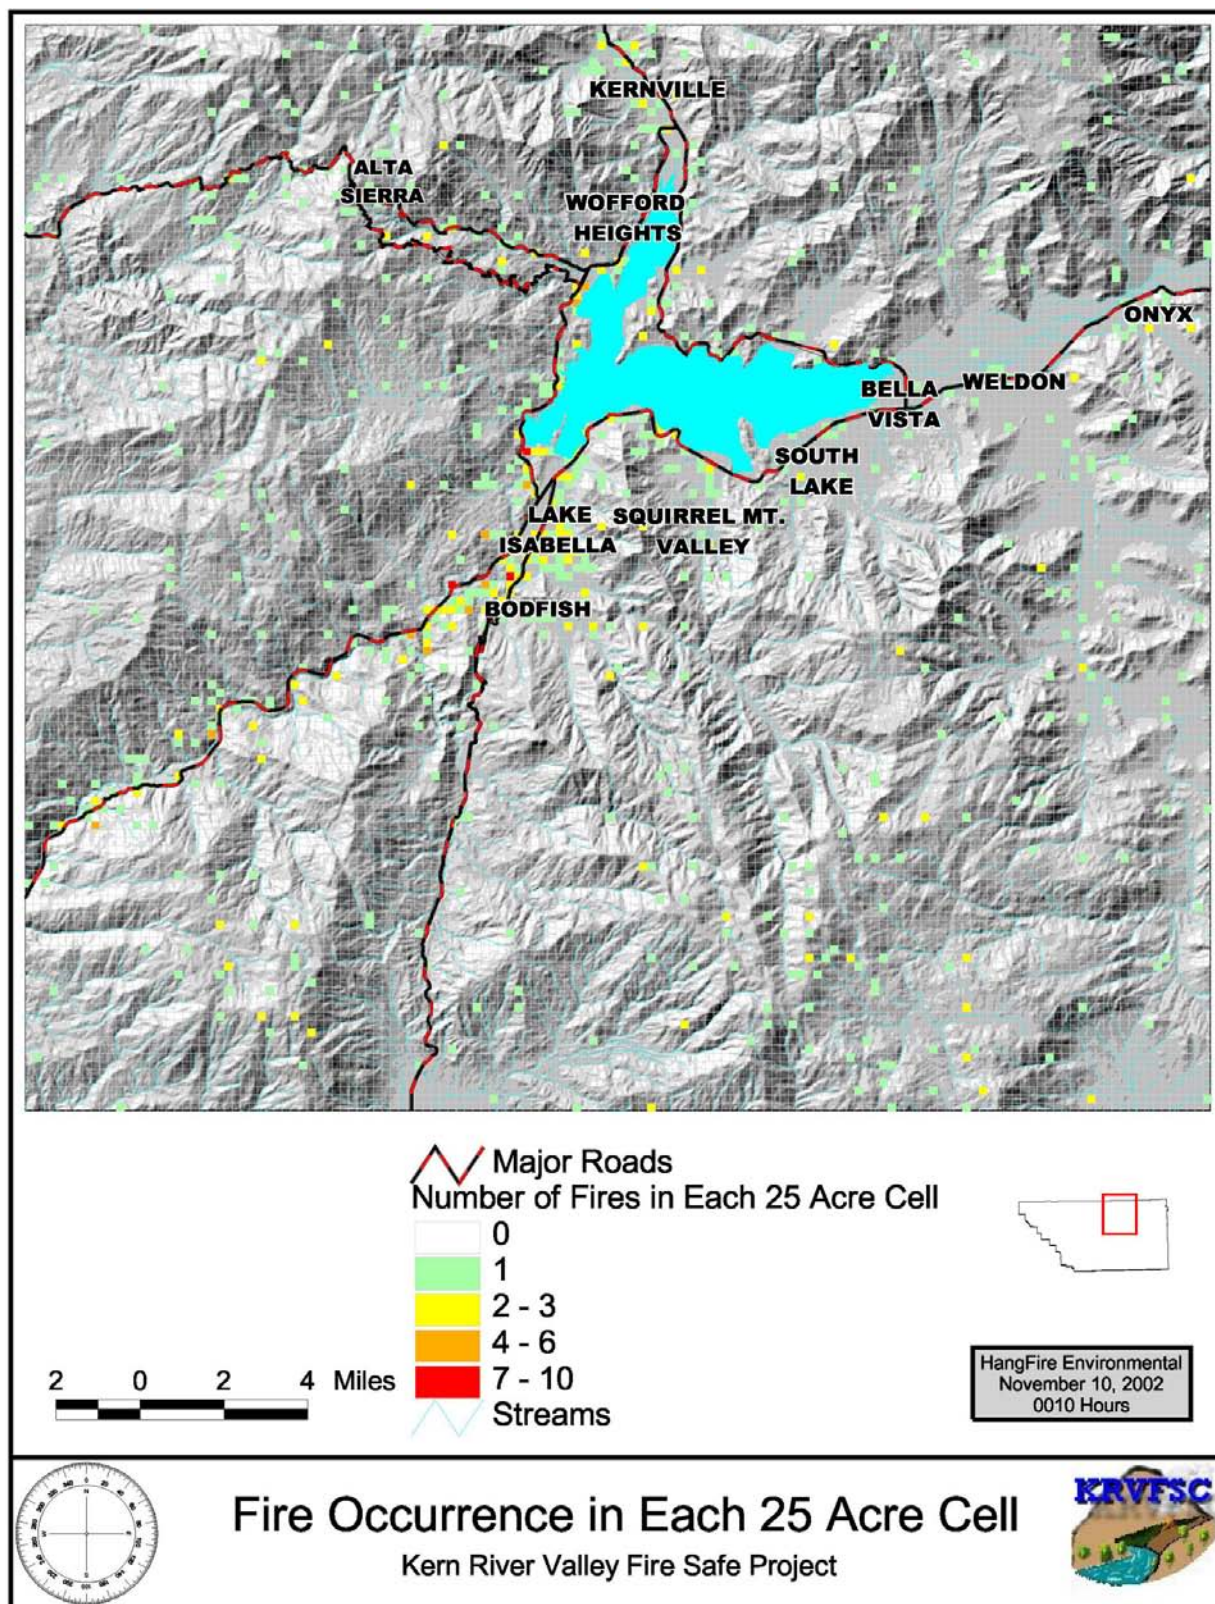 KERNVILLE
ALTA
SIERRA
WOFFORD
HEIGHTS
ONYX
WELDON
BELLA
VISTA
SOUTH
LAKE
LAKE
ISABELLA
SQUIRREL MT.
VALLEY
BODFISH
Major Roads
Number of Fires in Each 25 Acre Cell
0
1
2 - 3
4 - 6
7 - 10
Streams
2 0 2 4 Miles
HangFire Environmental
November 10, 2002
0010 Hours
Fire Occurrence in Each 25 Acre Cell
Kern River Valley Fire Safe Project
KRVFSC